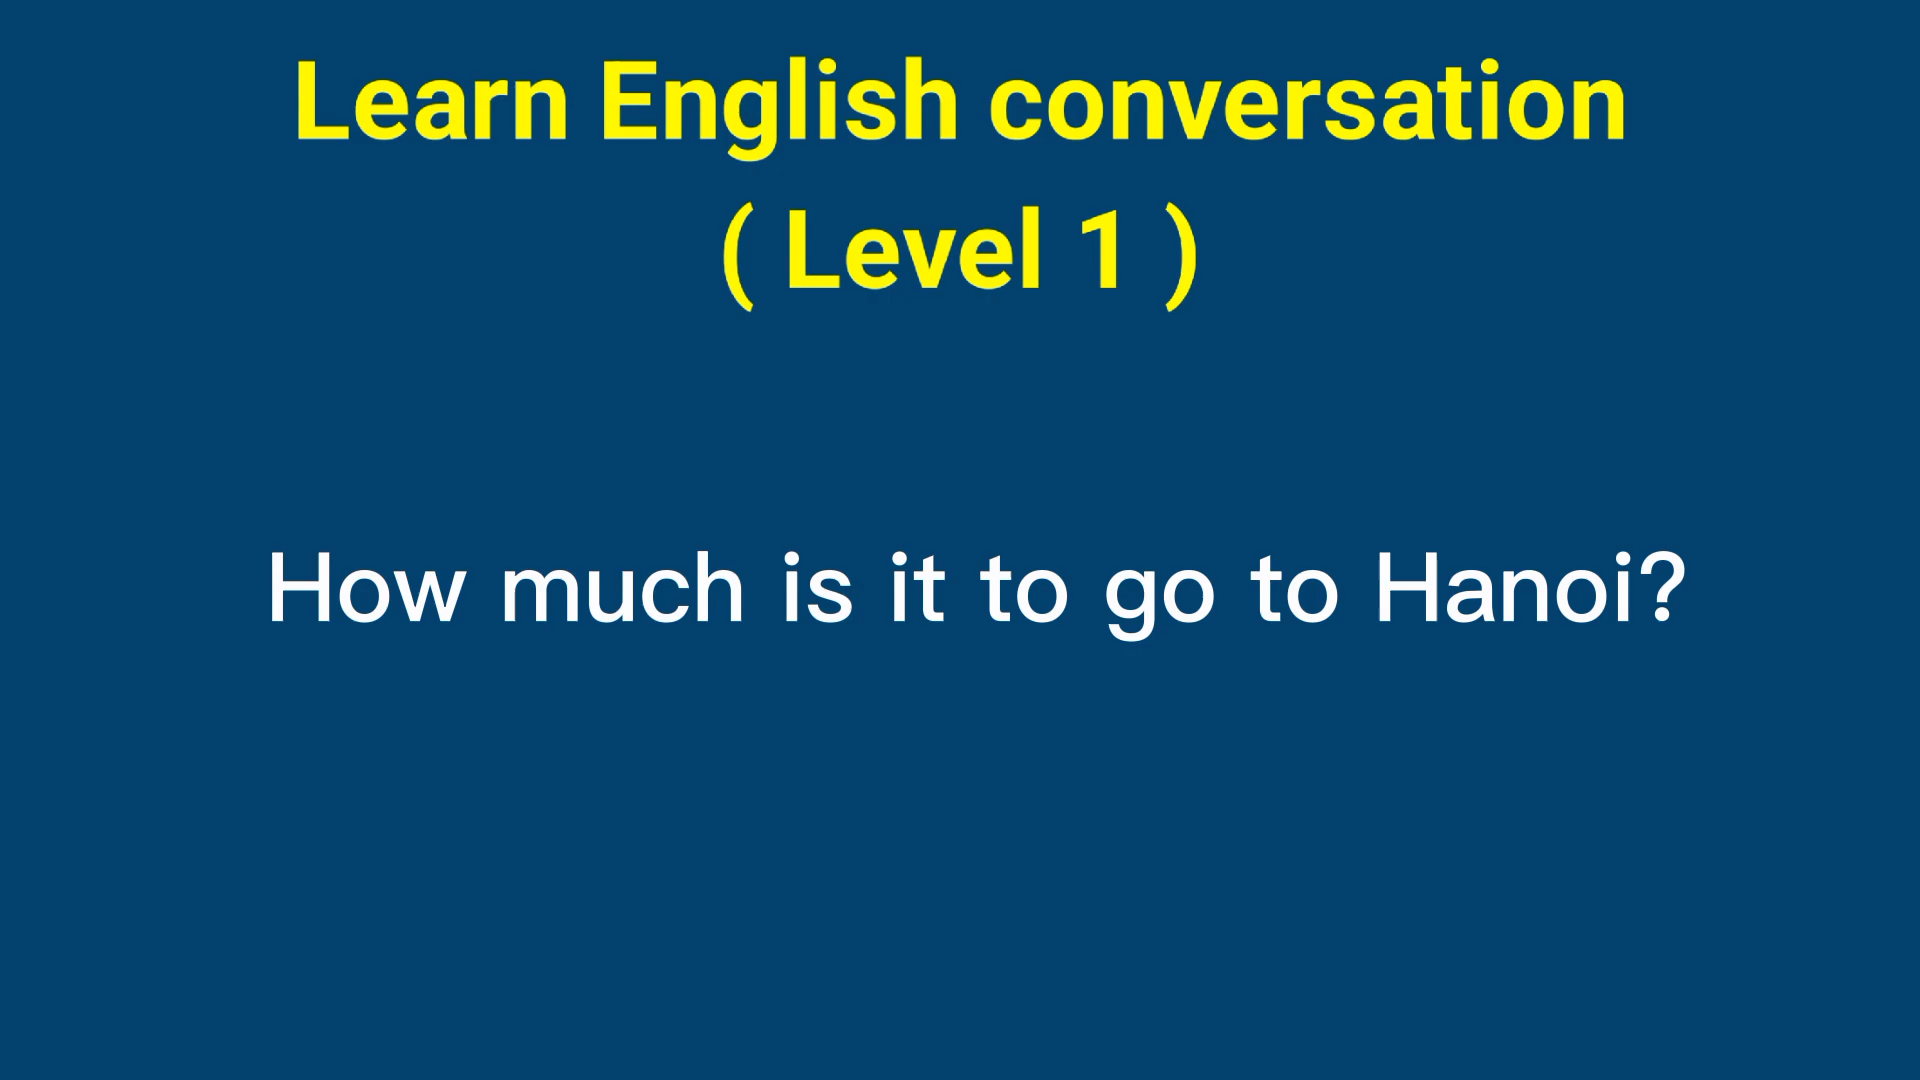 Learn English conversation
( Level 1 )
How much is it to go to Hanoi?